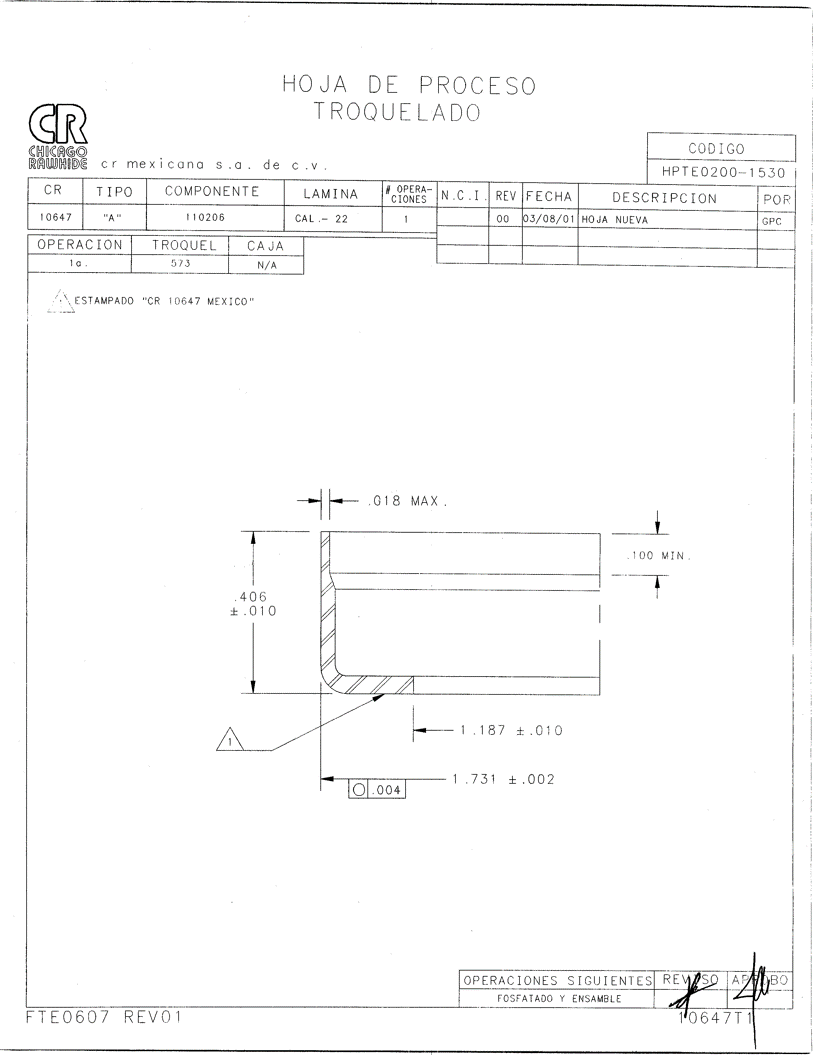 HOJA DE PROCESO
TROQUELADO
CR
CHICAGO
RAWHIDE
cr mexicana s.a. de c.v.
CODIGO
HPTE0200-1530
CR TIPO COMPONENTE LAMINA # OPERA-CIONES N.C.I. REV FECHA DESCRIPCION POR
10647 "A" 110206 CAL.- 22 1 00 03/08/01 HOJA NUEVA GPC
OPERACION TROQUEL CAJA
1a. 573 N/A
ESTAMPADO "CR 10647 MEXICO"
.018 MAX.
.100 MIN.
.406
±.010
1
1.187 ±.010
1.731 ±.002
.004
OPERACIONES SIGUIENTES REVISO APROBO
FOSFATADO Y ENSAMBLE
FTE0607 REV01
10647T1